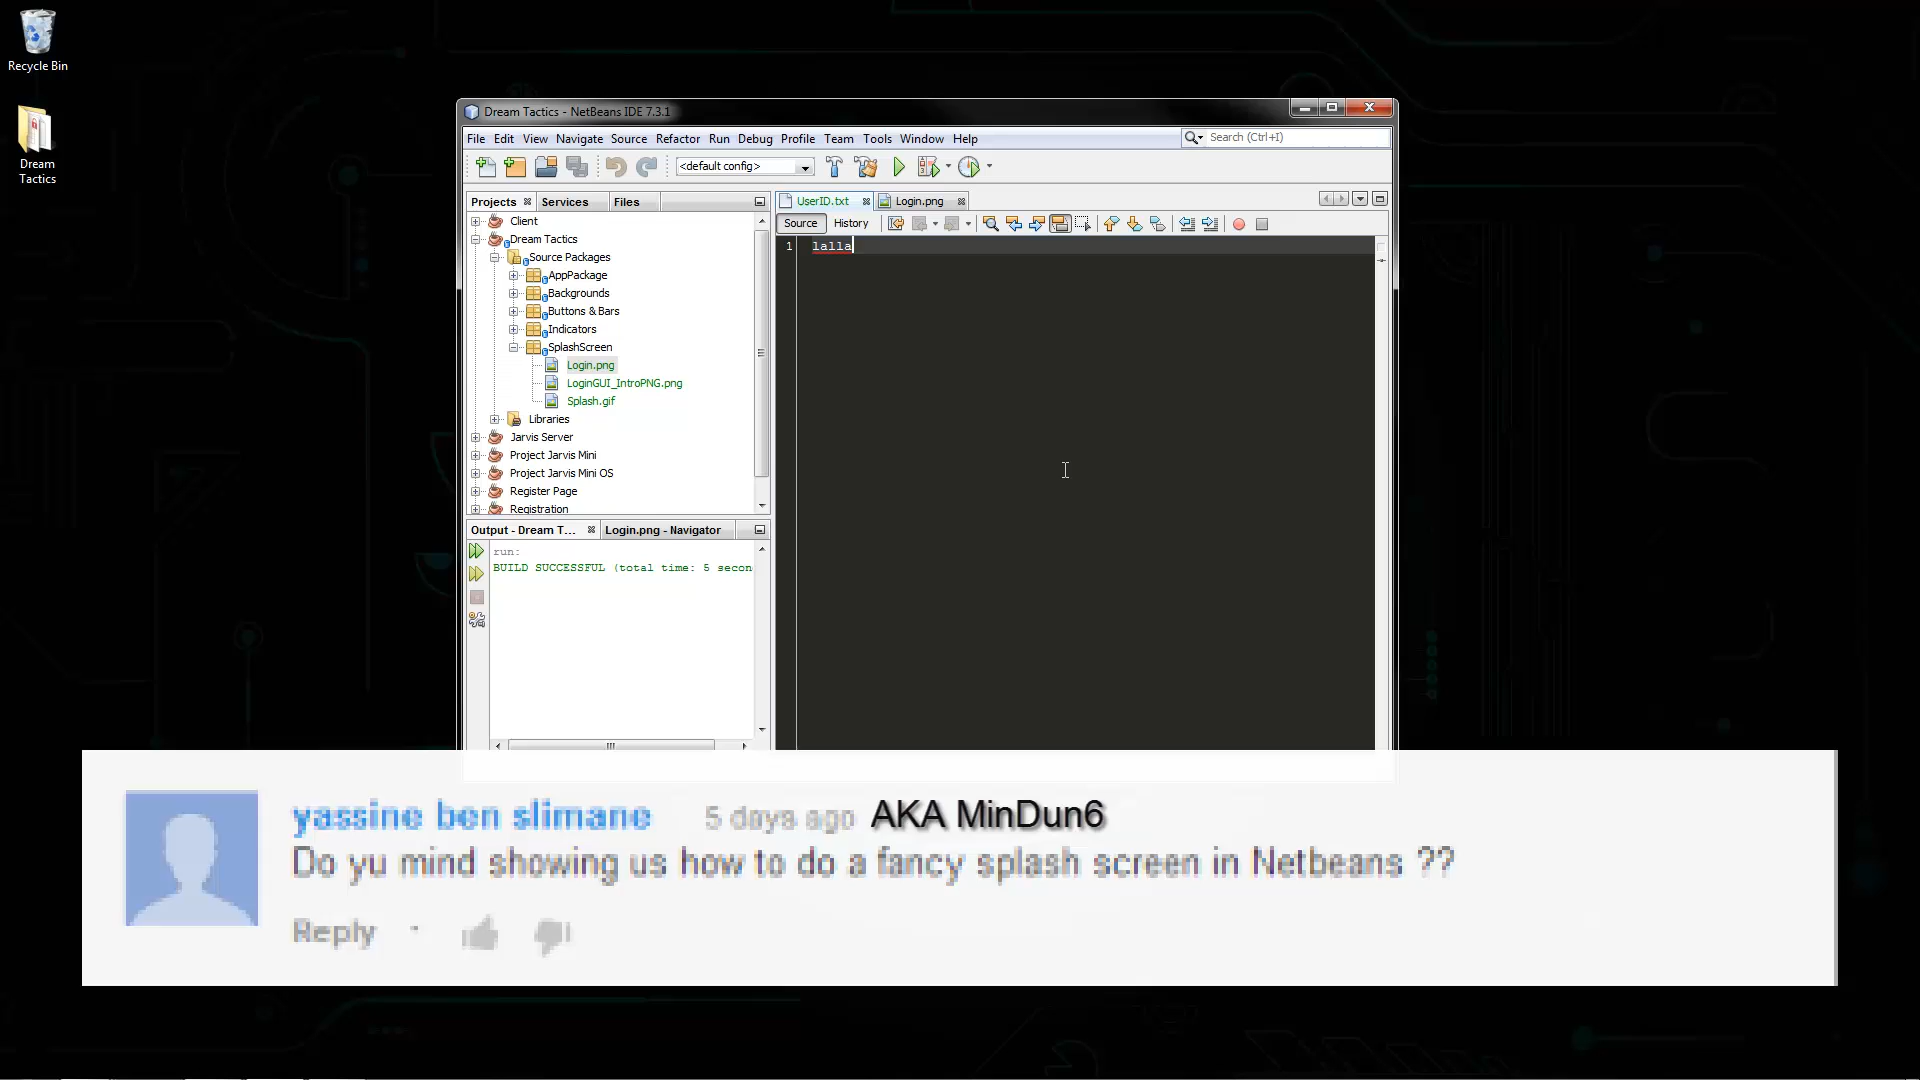 Recycle Bin
Dream
Tactics
Dream Tactics - NetBeans IDE 7.3.1
File Edit View Navigate Source Refactor Run Debug Profile Team Tools Window Help
Search (Ctrl+I)
<default config>
Projects Services Files
UserID.txt Login.png
Source History
1 lalla
Client
Dream Tactics
Source Packages
AppPackage
Backgrounds
Buttons & Bars
Indicators
SplashScreen
Login.png
LoginGUI_IntroPNG.png
Splash.gif
Libraries
Jarvis Server
Project Jarvis Mini
Project Jarvis Mini OS
Register Page
Registration
Output - Dream T... Login.png - Navigator
run:
BUILD SUCCESSFUL (total time: 5 secon
yassine ben slimane 5 days ago AKA MinDun6
Do yu mind showing us how to do a fancy splash screen in Netbeans ??
Reply